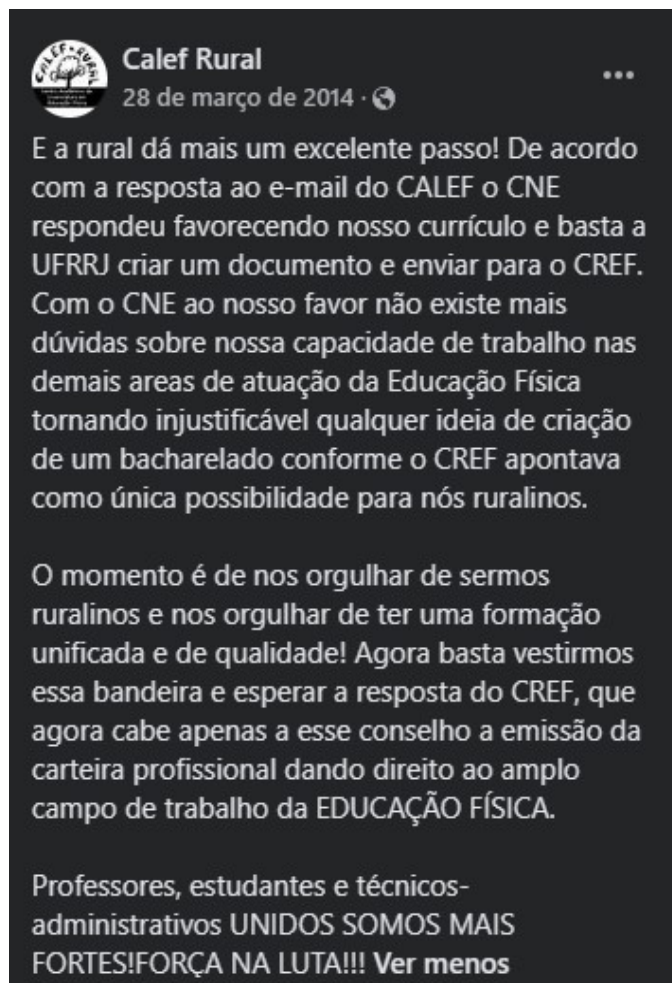 CALEF-RURAL
Calef Rural
28 de março de 2014 ·
E a rural dá mais um excelente passo! De acordo
com a resposta ao e-mail do CALEF o CNE
respondeu favorecendo nosso currículo e basta a
UFRRJ criar um documento e enviar para o CREF.
Com o CNE ao nosso favor não existe mais
dúvidas sobre nossa capacidade de trabalho nas
demais areas de atuação da Educação Física
tornando injustificável qualquer ideia de criação
de um bacharelado conforme o CREF apontava
como única possibilidade para nós ruralinos.
O momento é de nos orgulhar de sermos
ruralinos e nos orgulhar de ter uma formação
unificada e de qualidade! Agora basta vestirmos
essa bandeira e esperar a resposta do CREF, que
agora cabe apenas a esse conselho a emissão da
carteira profissional dando direito ao amplo
campo de trabalho da EDUCAÇÃO FÍSICA.
Professores, estudantes e técnicos-
administrativos UNIDOS SOMOS MAIS
FORTES!FORÇA NA LUTA!!! Ver menos